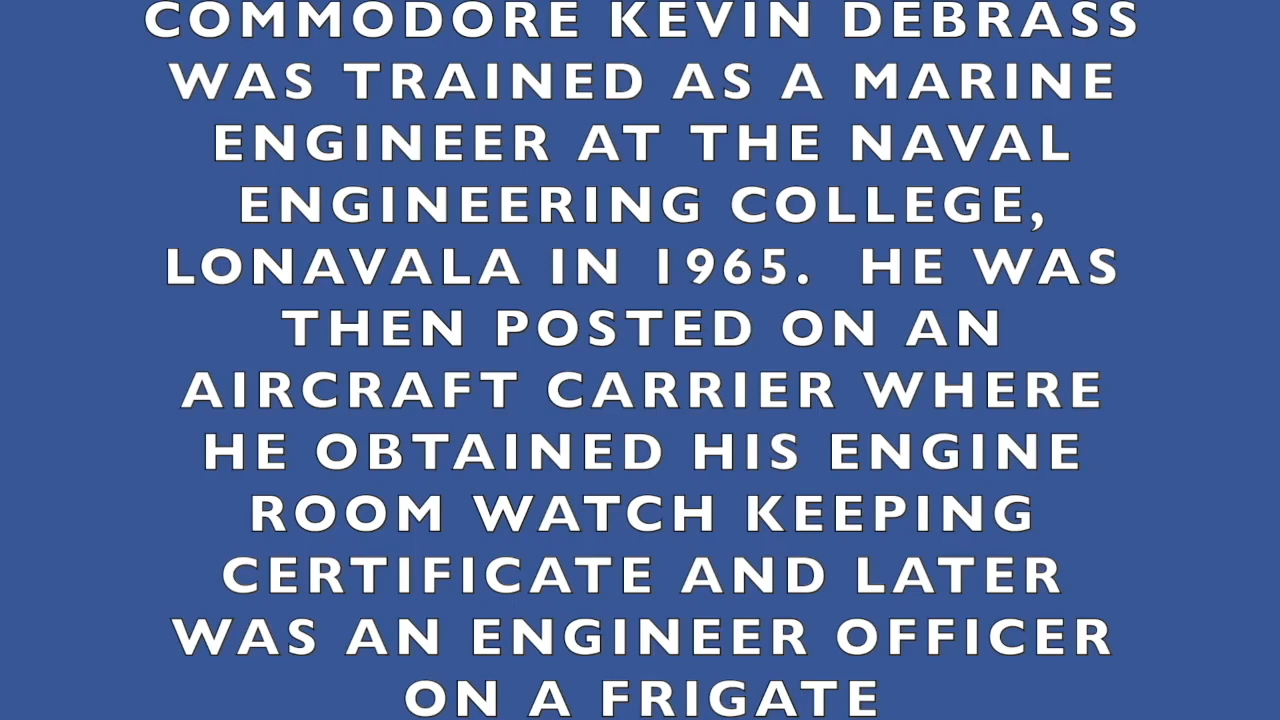 COMMODORE KEVIN DEBRASS
WAS TRAINED AS A MARINE
ENGINEER AT THE NAVAL
ENGINEERING COLLEGE,
LONAVALA IN 1965.  HE WAS
THEN POSTED ON AN
AIRCRAFT CARRIER WHERE
HE OBTAINED HIS ENGINE
ROOM WATCH KEEPING
CERTIFICATE AND LATER
WAS AN ENGINEER OFFICER
ON A FRIGATE